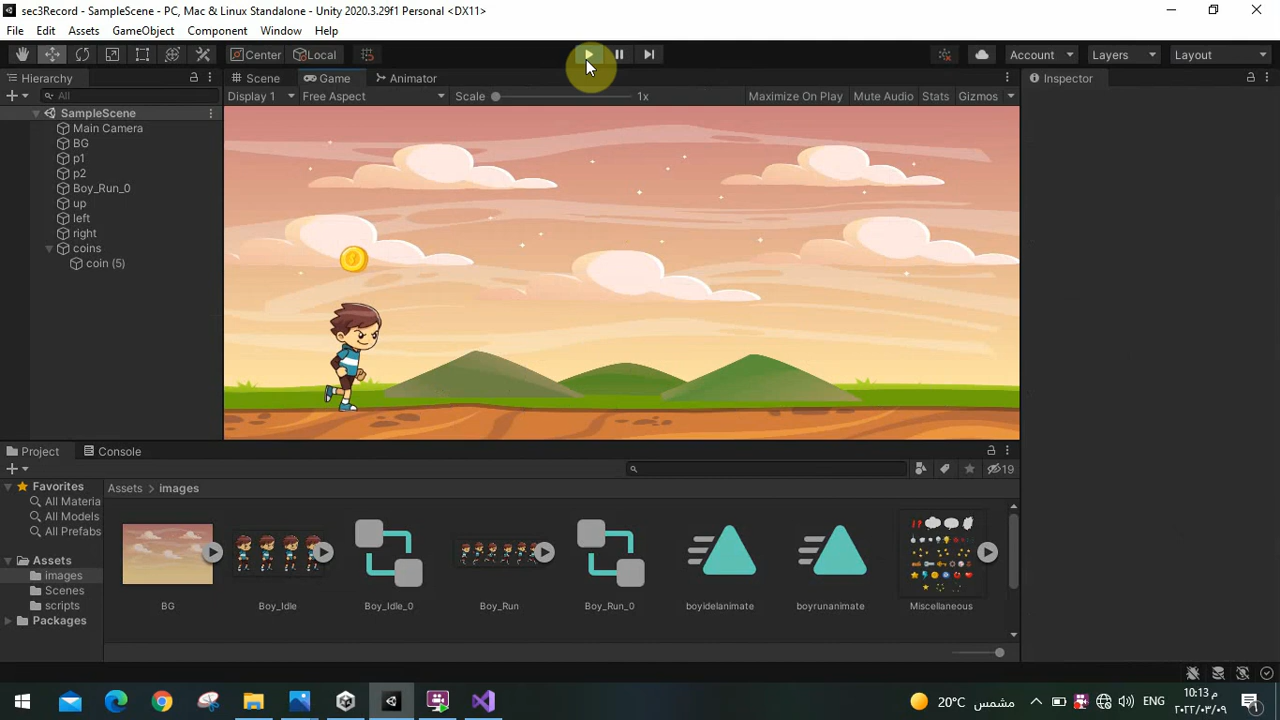 sec3Record - SampleScene - PC, Mac & Linux Standalone - Unity 2020.3.29f1 Personal <DX11>
File Edit Assets GameObject Component Window Help
Center Local Account Layers Layout
Hierarchy Scene Game Animator Inspector
All Display 1 Free Aspect Scale 1x Maximize On Play Mute Audio Stats Gizmos
SampleScene
Main Camera
BG
p1
p2
Boy_Run_0
up
left
right
coins
coin (5)
Project Console
19
Favorites
All Materia
All Models
All Prefabs
Assets
images
Scenes
scripts
Packages
Assets > images
BG Boy_Idle Boy_Idle_0 Boy_Run Boy_Run_0 boyidelanimate boyrunanimate Miscellaneous
20°C مشمس ENG
10:13 م
٢٠٢٢/٠٣/٠٩
1